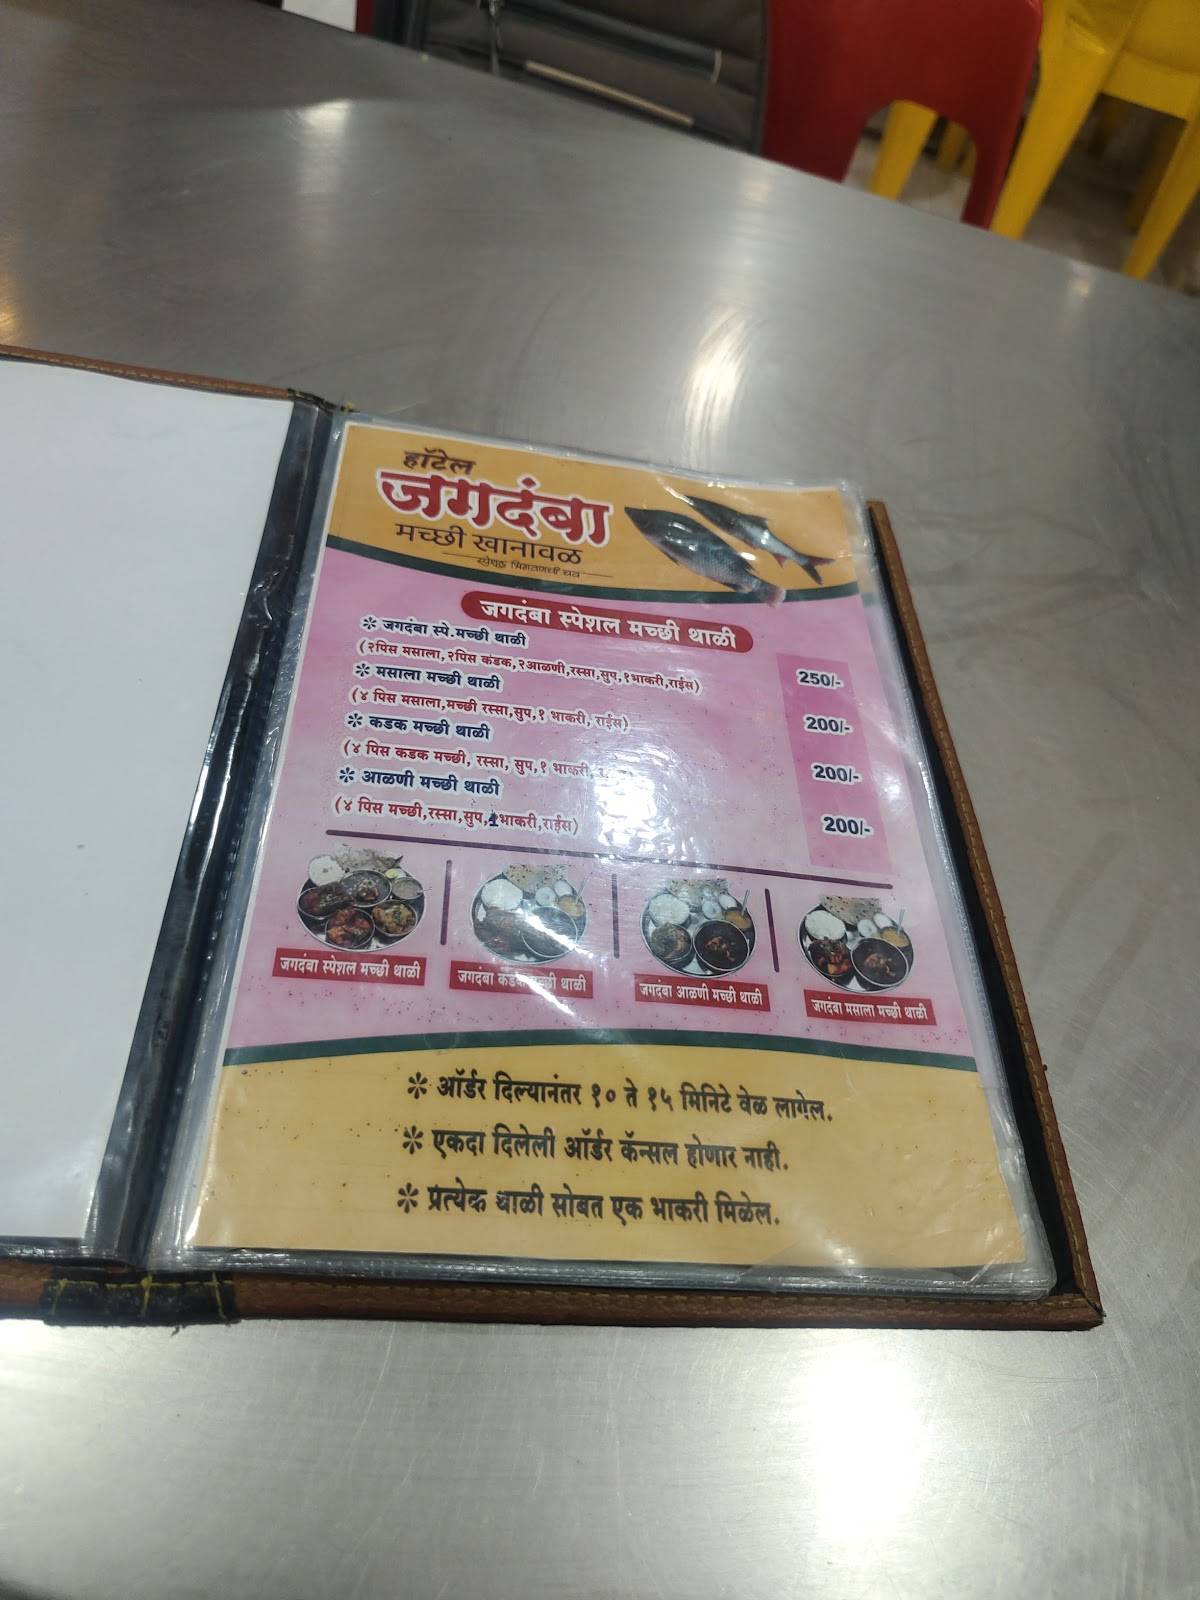 हॉटेल
जगदंबा
मच्छी खानावळ
जगदंबा स्पेशल मच्छी थाळी
* जगदंबा स्पे.मच्छी थाळी 250/-
(२पिस मसाला,२पिस कडक,२आळणी,रस्सा,सुप,१भाकरी,राईस)
* मसाला मच्छी थाळी 200/-
(४ पिस मसाला,मच्छी रस्सा,सुप,१ भाकरी, राईस)
* कडक मच्छी थाळी 200/-
(४ पिस कडक मच्छी, रस्सा, सुप,१ भाकरी,
* आळणी मच्छी थाळी 200/-
(४ पिस मच्छी,रस्सा,सुप,1भाकरी,राईस)
जगदंबा स्पेशल मच्छी थाळी
जगदंबा कडक मच्छी थाळी
जगदंबा आळणी मच्छी थाळी
जगदंबा मसाला मच्छी थाळी
* ऑर्डर दिल्यानंतर १० ते १५ मिनिटे वेळ लागेल.
* एकदा दिलेली ऑर्डर कॅन्सल होणार नाही.
* प्रत्येक थाळी सोबत एक भाकरी मिळेल.